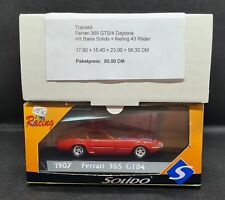 Transkit:
Ferrari 365 GTS/4 Daytona
mit Basis Solido + feeling 43 Räder
17,90 + 15,40 + 23,00 = 56,30 DM
Paketpreis: 50,00 DM
Racing
1907 Ferrari 365 GTB4
SOLIDO
S